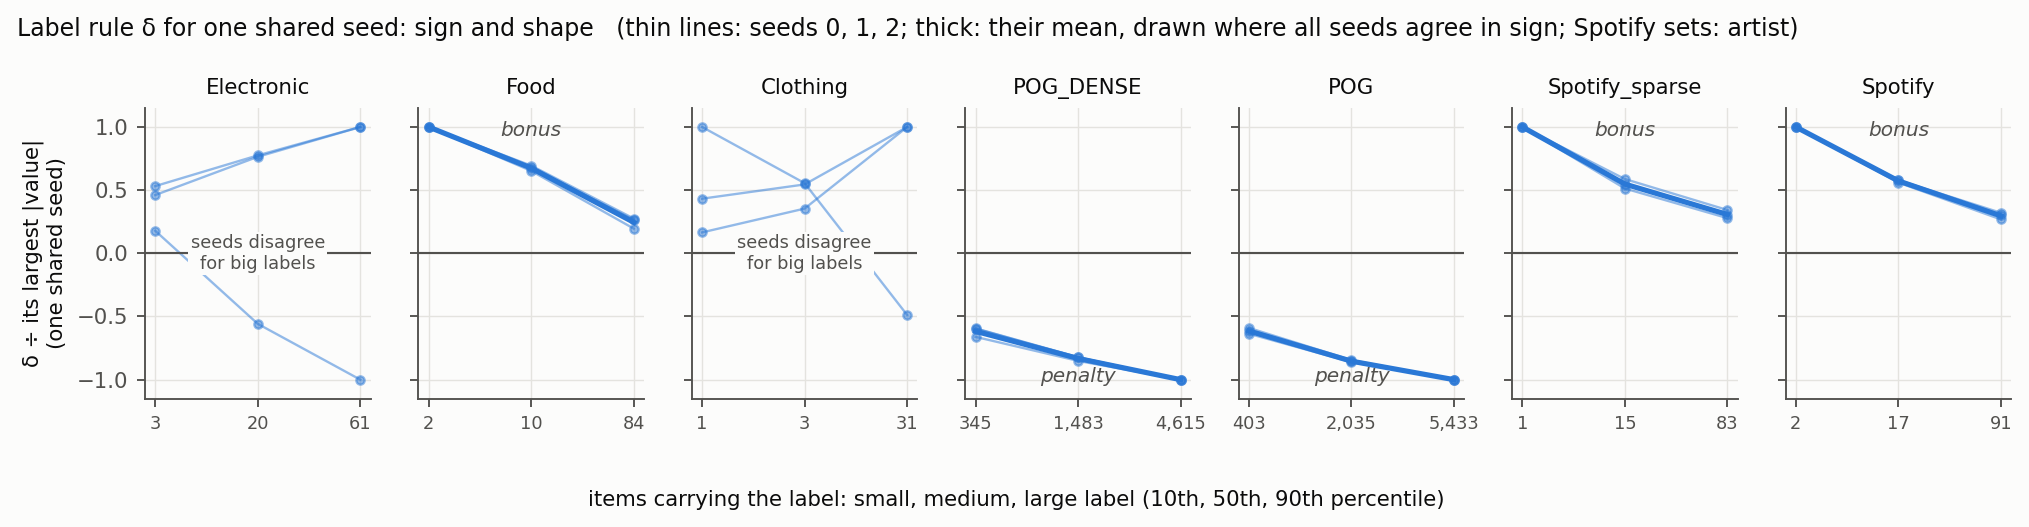 Label rule δ for one shared seed: sign and shape (thin lines: seeds 0, 1, 2; thick: their mean, drawn where all seeds agree in sign; Spotify sets: artist)
Electronic
Food
Clothing
POG_DENSE
POG
Spotify_sparse
Spotify
δ ÷ its largest |value|
(one shared seed)
1.0
0.5
0.0
−0.5
−1.0
seeds disagree
for big labels
bonus
seeds disagree
for big labels
penalty
penalty
bonus
bonus
3 20 61
2 10 84
1 3 31
345 1,483 4,615
403 2,035 5,433
1 15 83
2 17 91
items carrying the label: small, medium, large label (10th, 50th, 90th percentile)